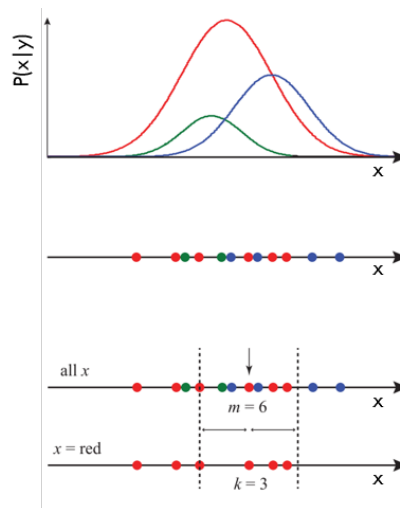 P(x|y)
x
x
all x
x
m = 6
x = red
x
k = 3